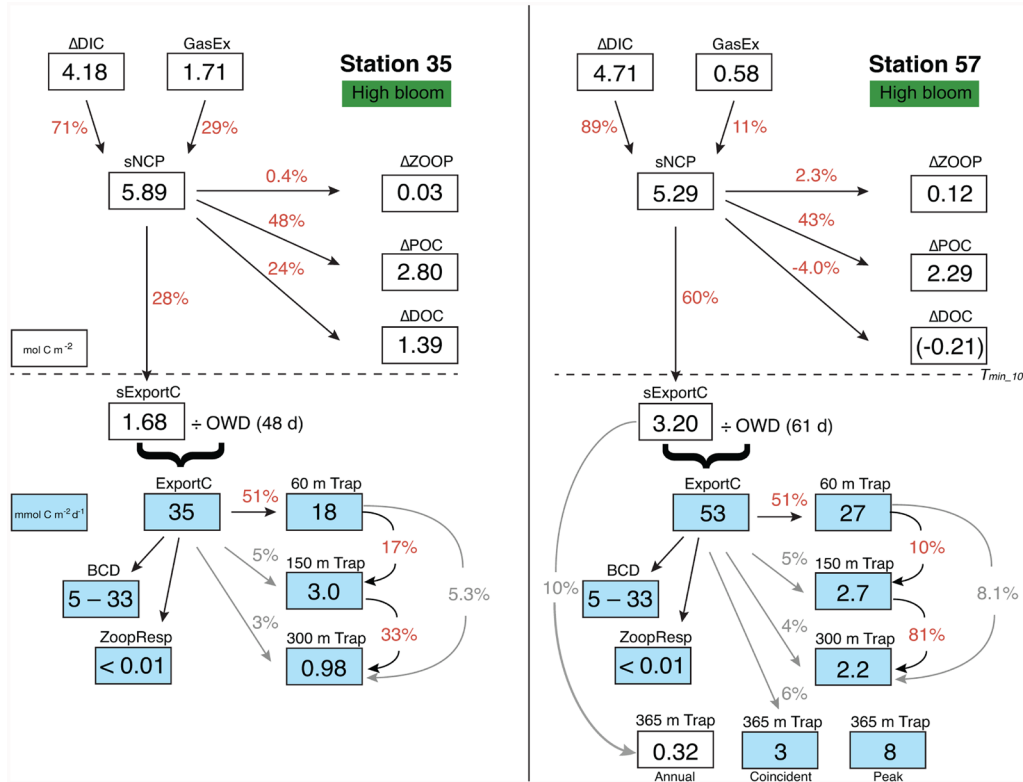 ΔDIC
GasEx
4.18
1.71
Station 35
High bloom
71%
29%
sNCP
5.89
0.4%
48%
24%
28%
ΔZOOP
0.03
ΔPOC
2.80
ΔDOC
1.39
mol C m-2
sExportC
1.68
÷ OWD (48 d)
mmol C m-2 d-1
ExportC
35
51%
60 m Trap
18
17%
5%
150 m Trap
3.0
5.3%
BCD
5 – 33
3%
33%
ZoopResp
< 0.01
300 m Trap
0.98
ΔDIC
GasEx
4.71
0.58
Station 57
High bloom
89%
11%
sNCP
5.29
2.3%
43%
-4.0%
60%
ΔZOOP
0.12
ΔPOC
2.29
ΔDOC
(-0.21)
Tmin_10
sExportC
3.20
÷ OWD (61 d)
ExportC
53
51%
60 m Trap
27
10%
5%
150 m Trap
2.7
8.1%
10%
BCD
5 – 33
4%
81%
ZoopResp
< 0.01
300 m Trap
2.2
6%
365 m Trap
0.32
Annual
365 m Trap
3
Coincident
365 m Trap
8
Peak